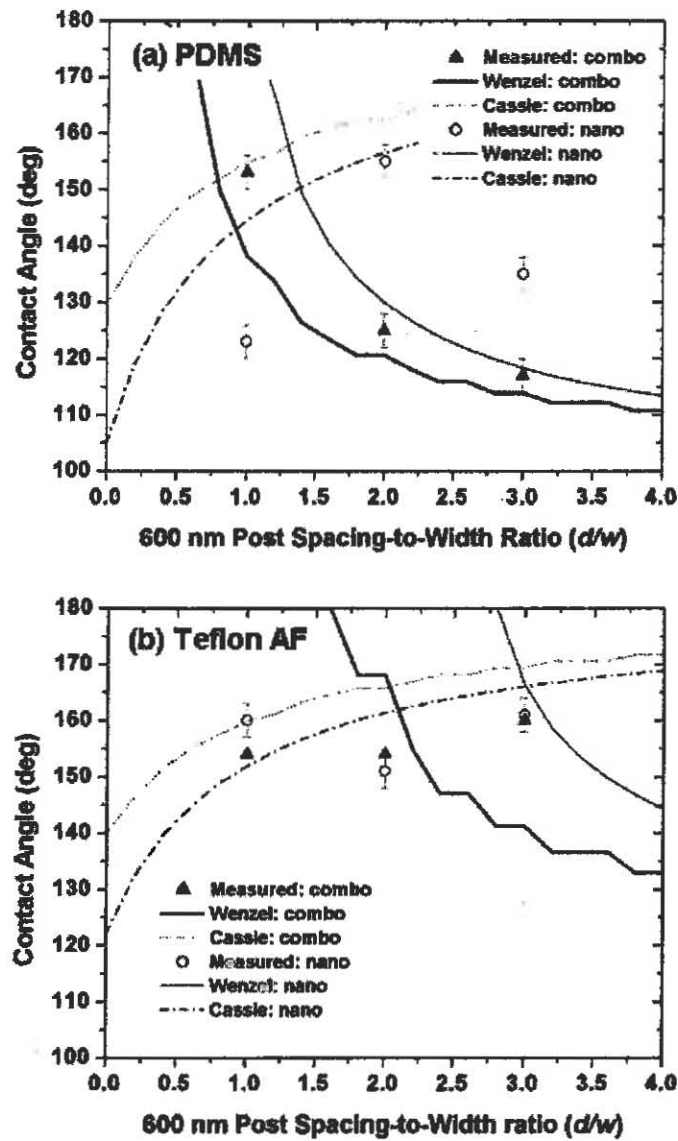 180
170
160
150
140
130
120
110
100
Contact Angle (deg)
(a) PDMS
Measured: combo
Wenzel: combo
Cassie: combo
Measured: nano
Wenzel: nano
Cassie: nano
0.0 0.5 1.0 1.5 2.0 2.5 3.0 3.5 4.0
600 nm Post Spacing-to-Width Ratio (d/w)
180
170
160
150
140
130
120
110
100
Contact Angle (deg)
(b) Teflon AF
Measured: combo
Wenzel: combo
Cassie: combo
Measured: nano
Wenzel: nano
Cassie: nano
0.0 0.5 1.0 1.5 2.0 2.5 3.0 3.5 4.0
600 nm Post Spacing-to-Width ratio (d/w)